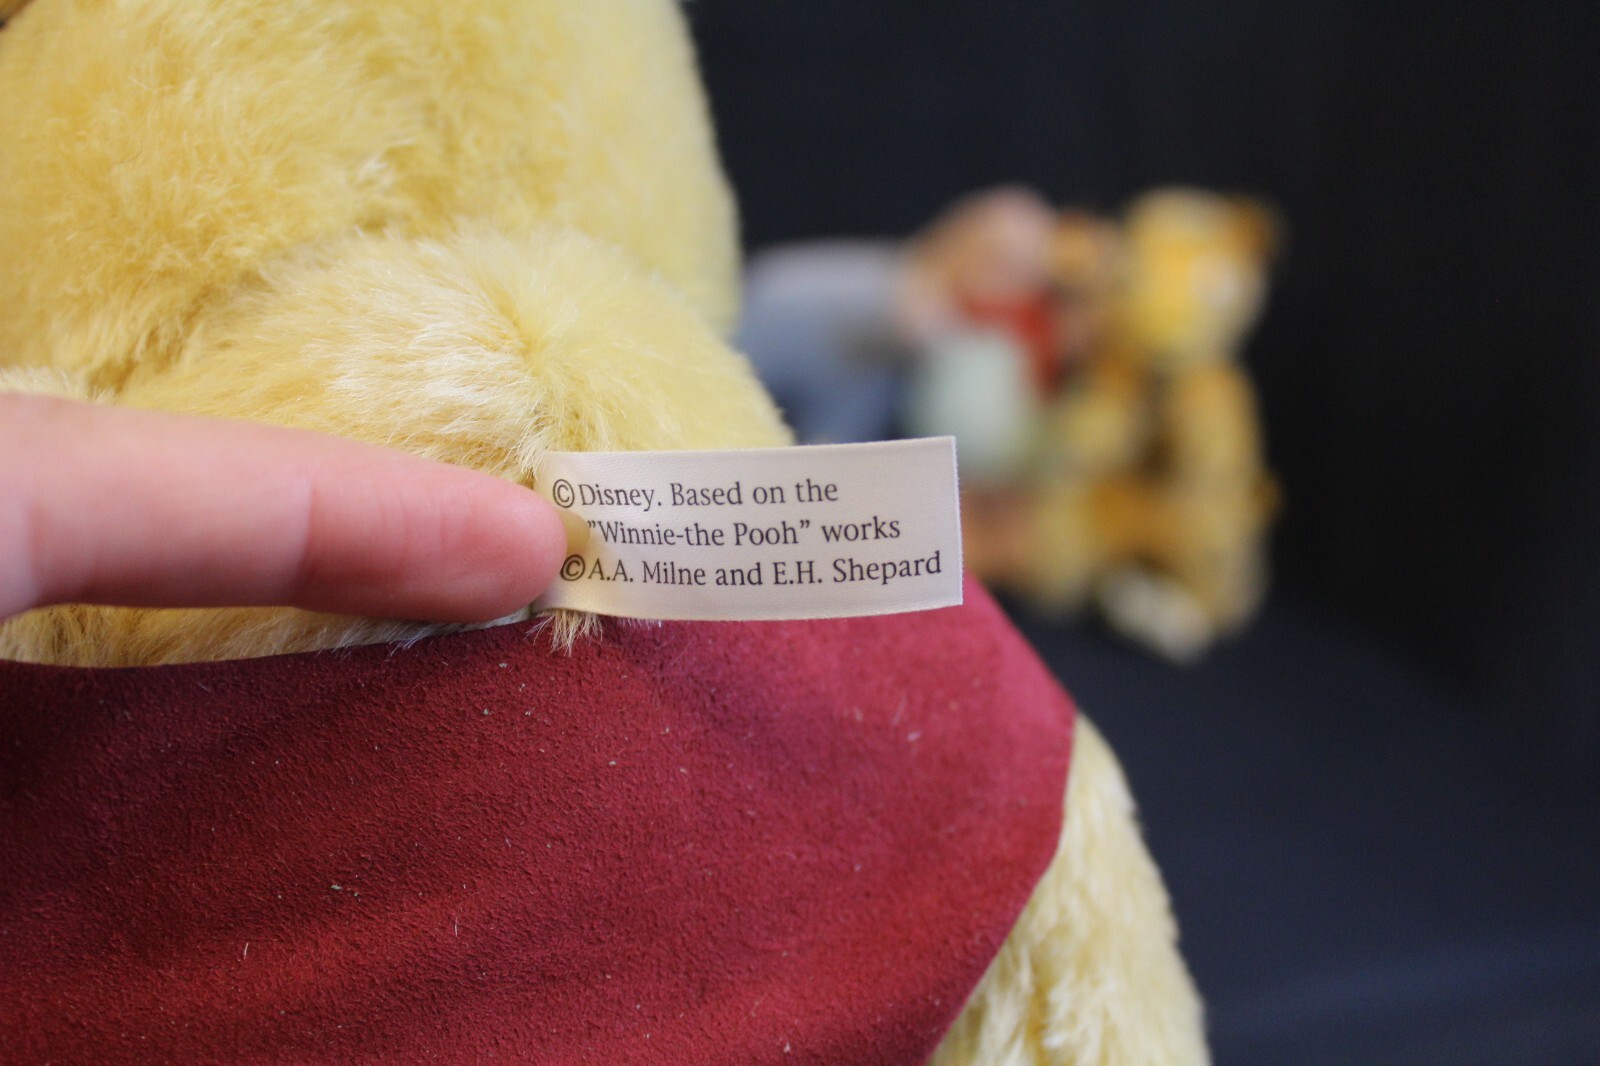 ©Disney. Based on the
”Winnie-the Pooh” works
©A.A. Milne and E.H. Shepard